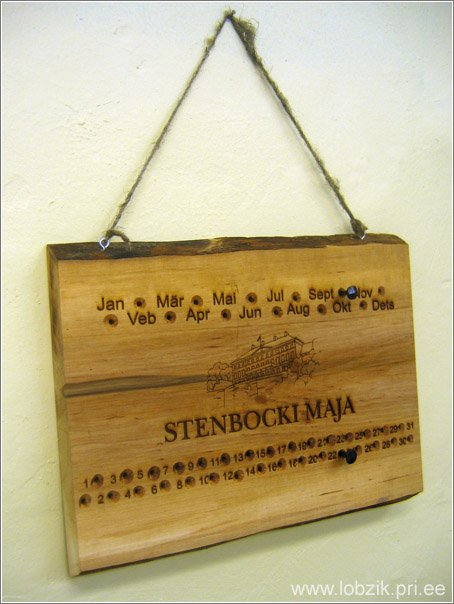 Jan Mär Mai Jul Sept Nov
Veb Apr Jun Aug Okt Dets
STENBOCKI MAJA
1 3 5 7 9 11 13 15 17 19 21 23 25 27 29 31
2 4 6 8 10 12 14 16 18 20 22 26 28 30
www.lobzik.pri.ee